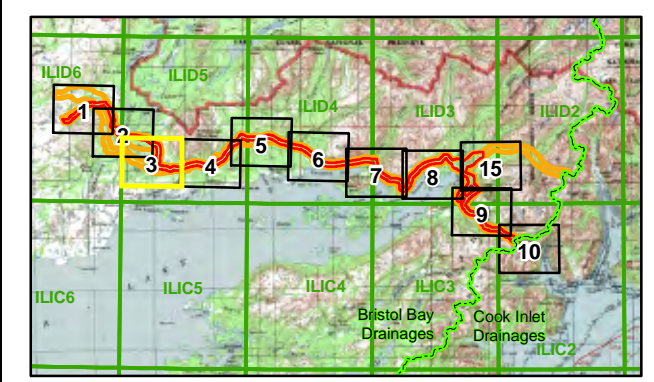 ILID6
ILID5
ILID4
ILID3
ILID2
1
2
3
4
5
6
7
8
15
9
10
LAKE
ILIC6
ILIC5
ILIC4
ILIC3
ILIC2
Bristol Bay
Drainages
Cook Inlet
Drainages